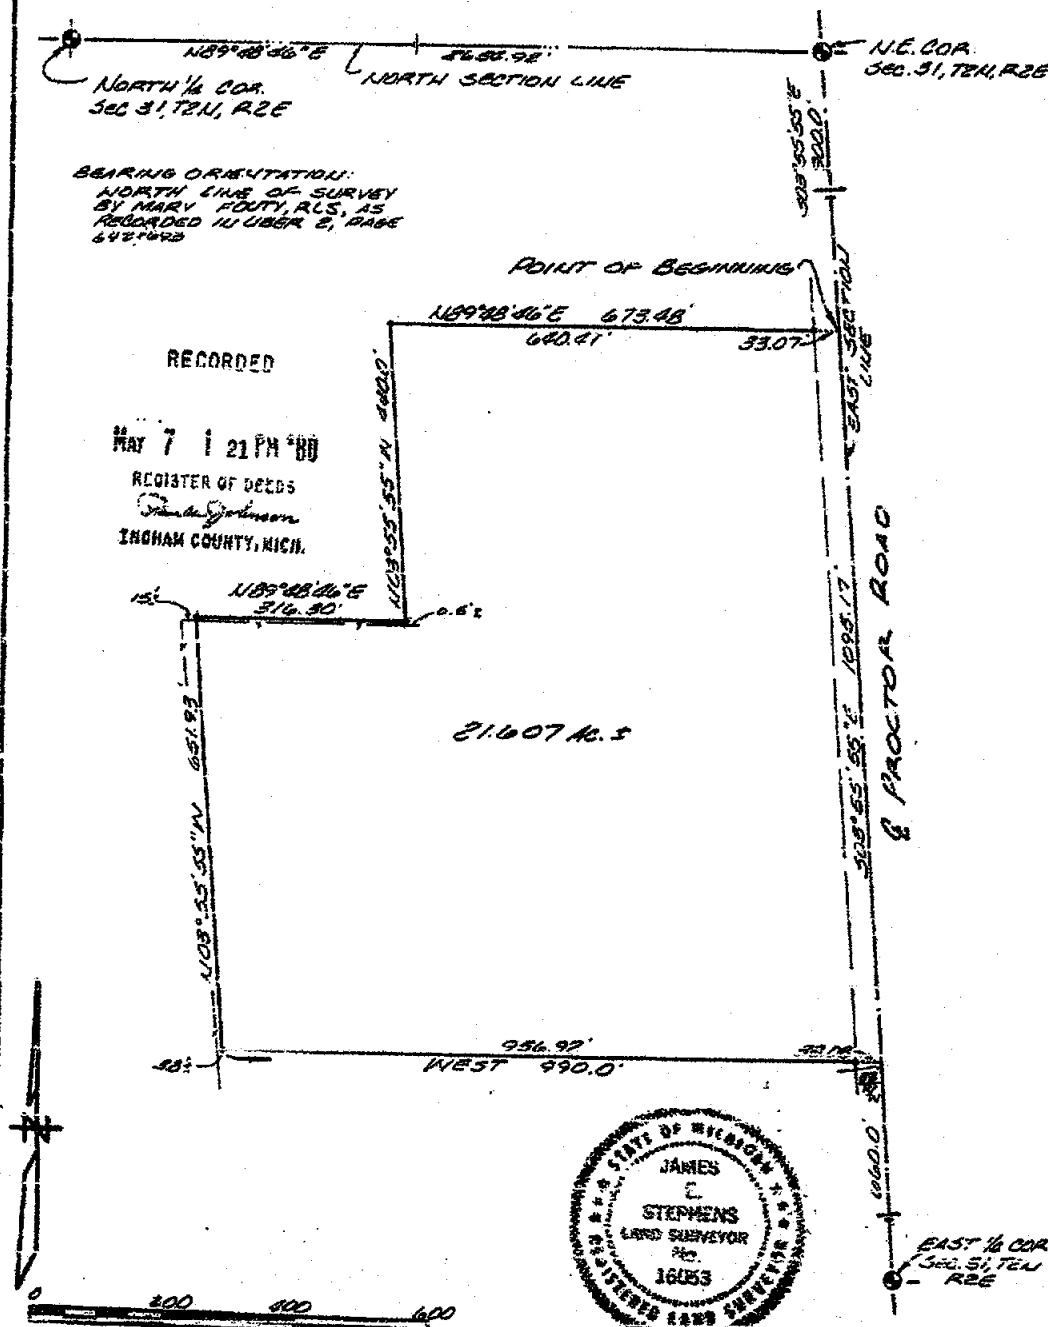 N89°48'46"E
2682.92'
NORTH SECTION LINE
N.E. COR.
SEC. 31, T2N, R2E
NORTH ¼ COR.
SEC 31, T2N, R2E
S03°55'55"E
300.0'
BEARING ORIENTATION:
NORTH LINE OF SURVEY
BY MARV FOUTY, RLS, AS
RECORDED IN LIBER 2, PAGE
POINT OF BEGINNING
N89°48'46"E 673.48'
640.41'
33.07'
EAST SECTION
LINE
RECORDED
MAY 7 1 21 PM '80
REGISTER OF DEEDS
INGHAM COUNTY, MICH.
N03°55'55"W 440.0'
N89°48'46"E
316.30'
15'±
0.6'±
N03°55'55"W 651.93'
21.607 AC. ±
S03°55'55"E 1095.17'
℄ PROCTOR ROAD
956.92'
WEST 990.0'
N
1060.0'
EAST ¼ COR
SEC. 31, T2N
R2E
STATE OF MICHIGAN
JAMES
E.
STEPHENS
LAND SURVEYOR
No.
16053
REGISTERED LAND SURVEYOR
0 200 400 600